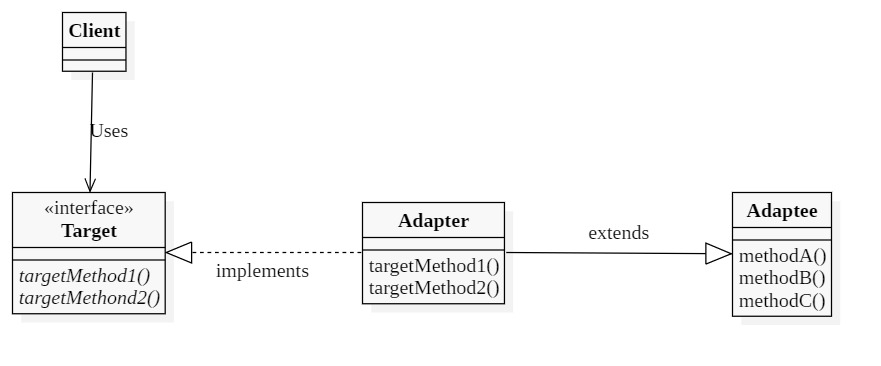 Client
Uses
«interface»
Target
targetMethod1()
targetMethond2()
implements
Adapter
targetMethod1()
targetMethod2()
extends
Adaptee
methodA()
methodB()
methodC()